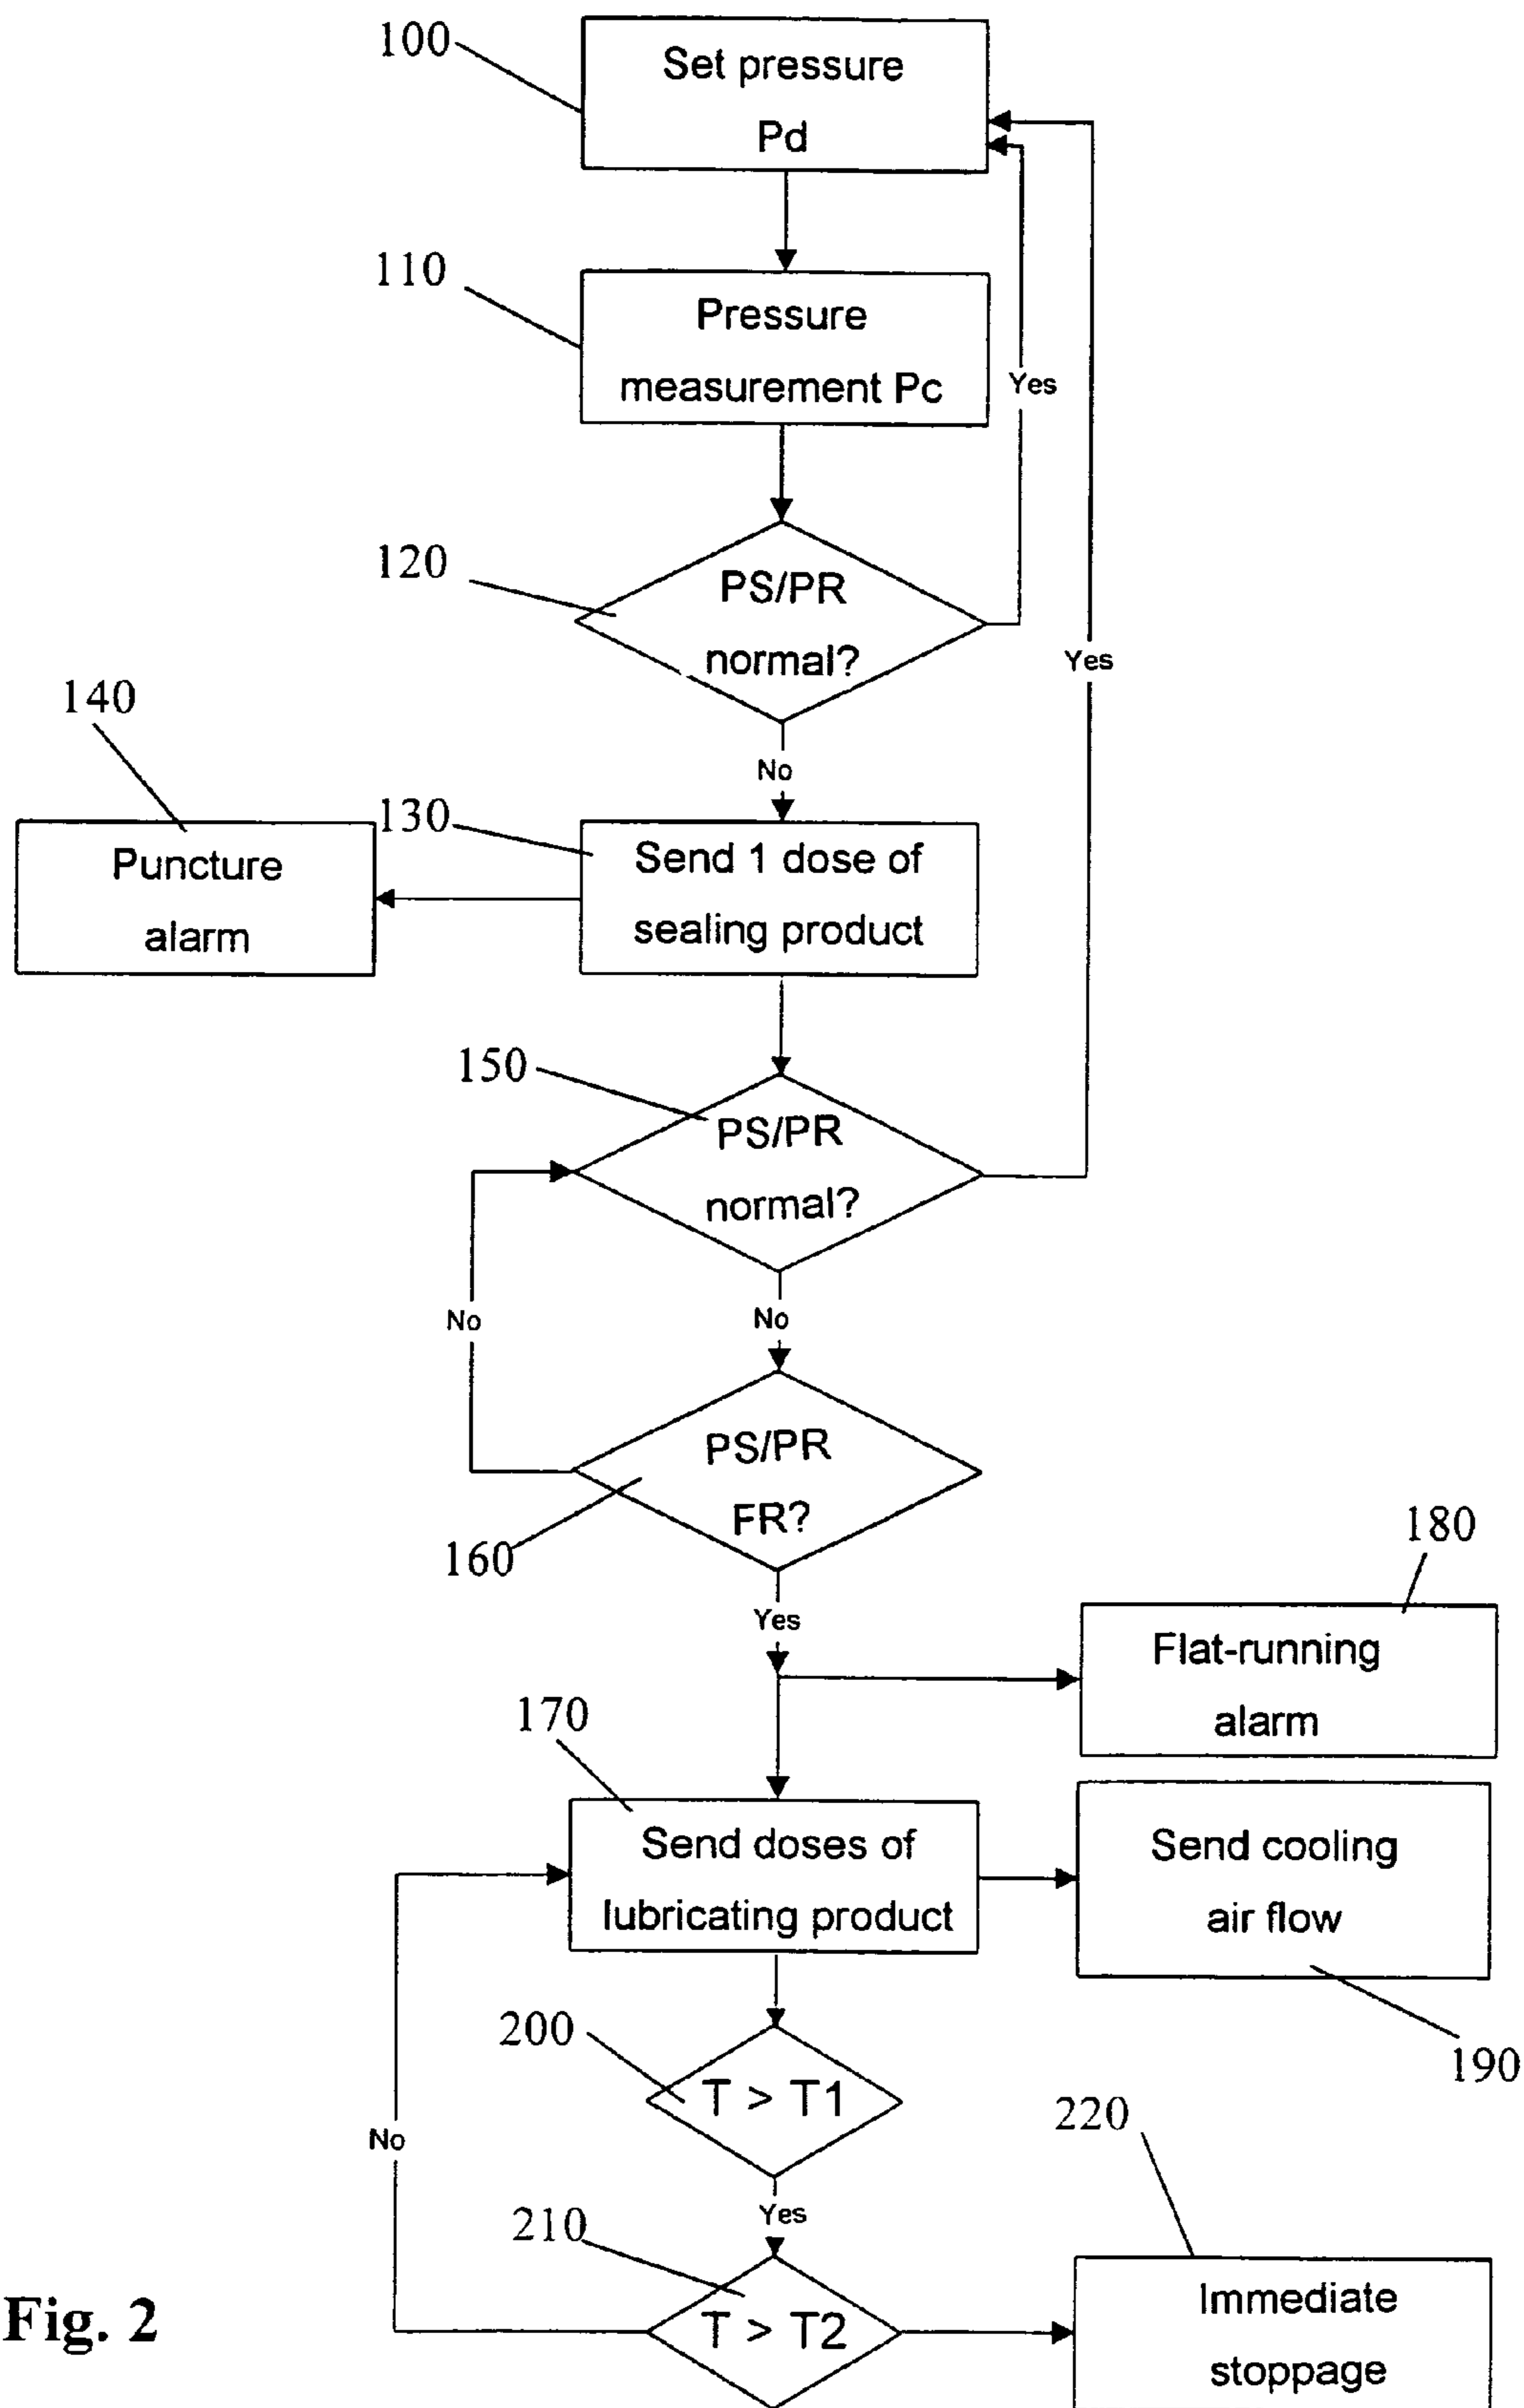 100
Set pressure
Pd
110
Pressure
measurement Pc
Yes
120
PS/PR
normal?
Yes
140
No
130
Puncture
alarm
Send 1 dose of
sealing product
150
PS/PR
normal?
No
No
PS/PR
FR?
160
180
Yes
Flat-running
alarm
170
Send doses of
lubricating product
Send cooling
air flow
200
190
T > T1
220
No
Yes
210
T > T2
Immediate
stoppage
Fig. 2